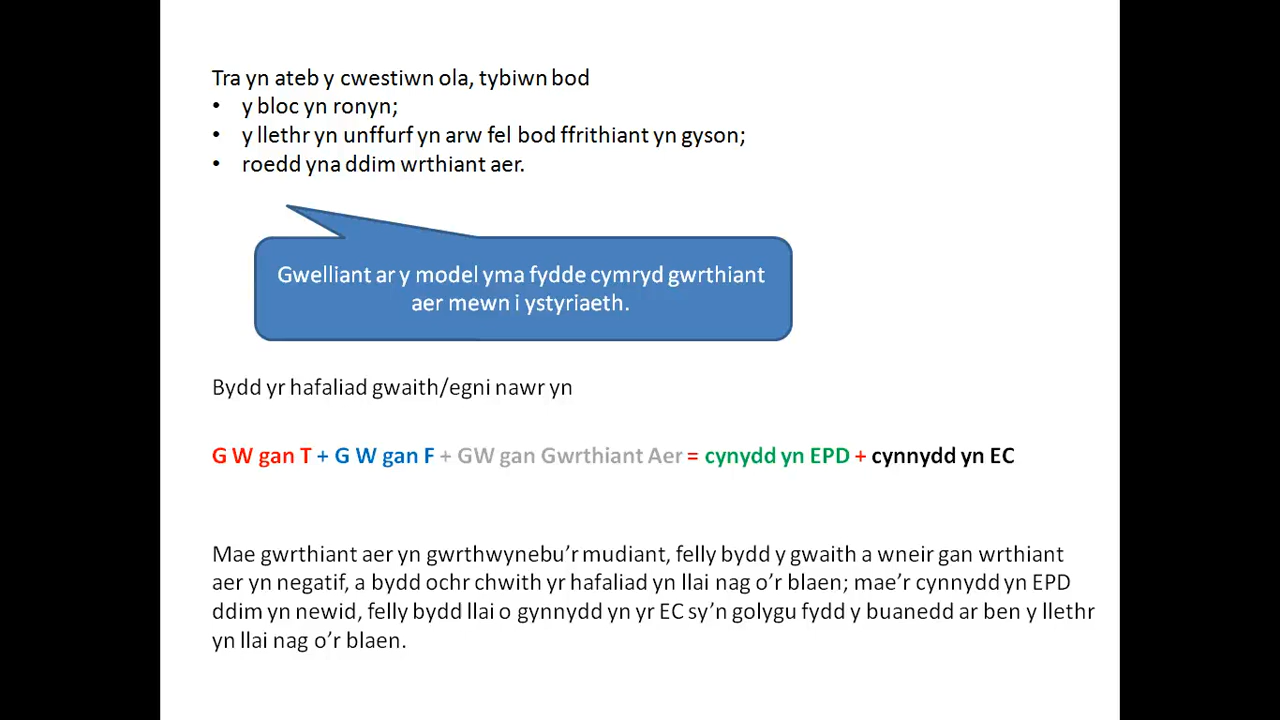 Tra yn ateb y cwestiwn ola, tybiwn bod
• y bloc yn ronyn;
• y llethr yn unffurf yn arw fel bod ffrithiant yn gyson;
• roedd yna ddim wrthiant aer.
Gwelliant ar y model yma fydde cymryd gwrthiant
aer mewn i ystyriaeth.
Bydd yr hafaliad gwaith/egni nawr yn
G W gan T + G W gan F + GW gan Gwrthiant Aer = cynydd yn EPD + cynnydd yn EC
Mae gwrthiant aer yn gwrthwynebu’r mudiant, felly bydd y gwaith a wneir gan wrthiant
aer yn negatif, a bydd ochr chwith yr hafaliad yn llai nag o’r blaen; mae’r cynnydd yn EPD
ddim yn newid, felly bydd llai o gynnydd yn yr EC sy’n golygu fydd y buanedd ar ben y llethr
yn llai nag o’r blaen.